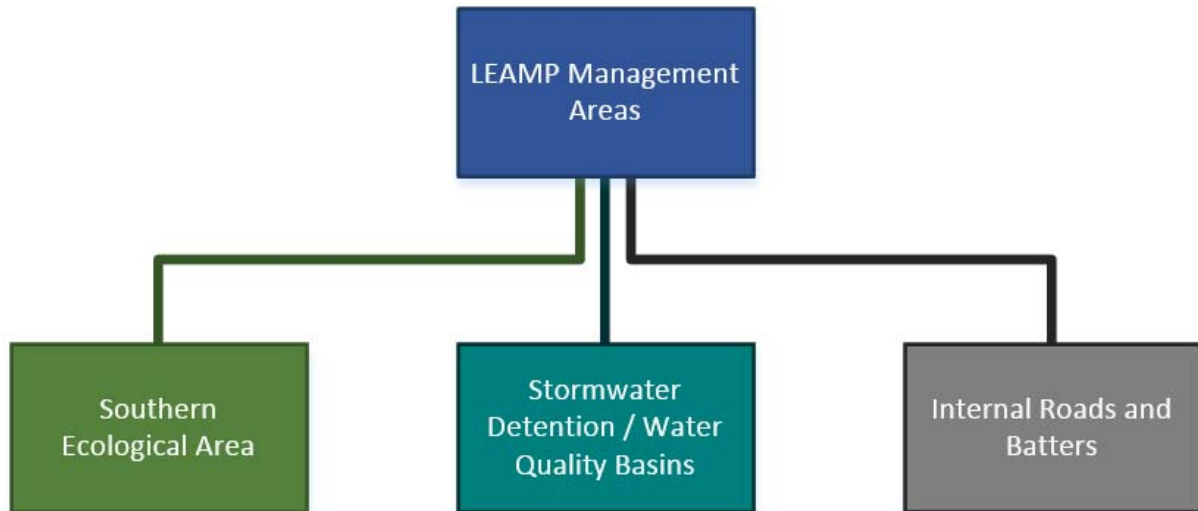 LEAMP Management
Areas
Southern
Ecological Area
Stormwater
Detention / Water
Quality Basins
Internal Roads and
Batters